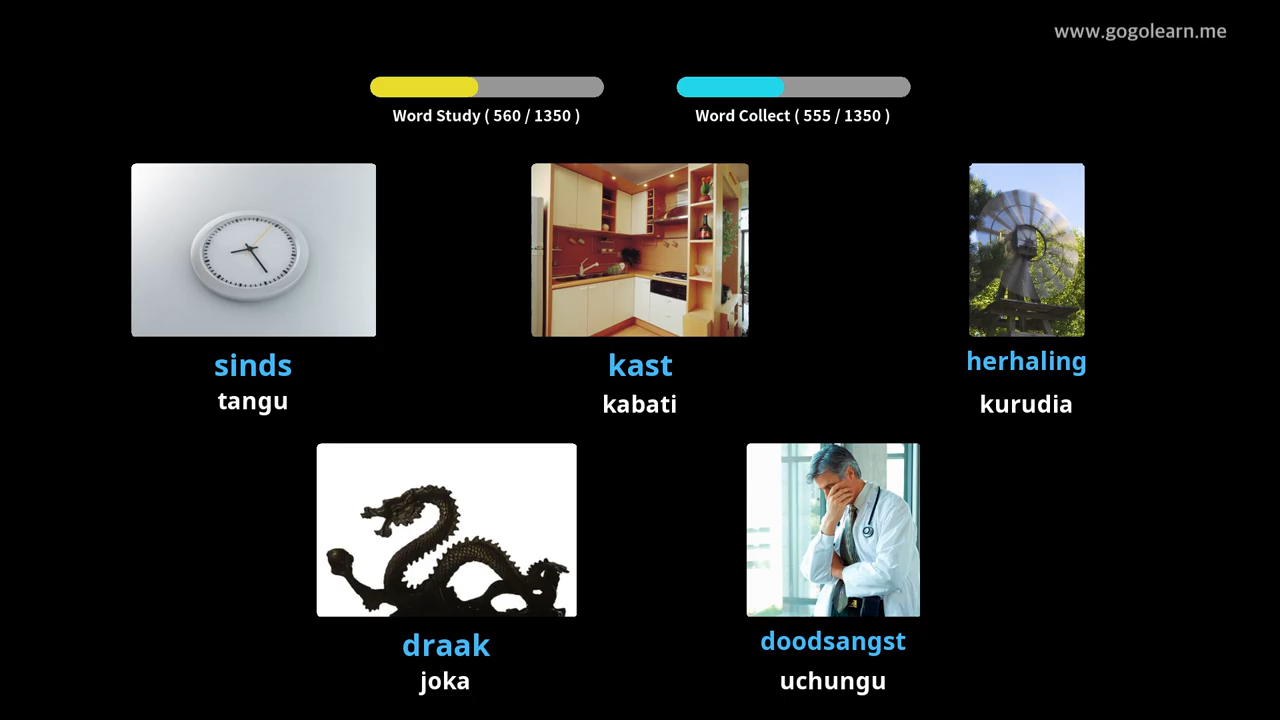 www.gogolearn.me
Word Study ( 560 / 1350 )
Word Collect ( 555 / 1350 )
sinds
tangu
kast
kabati
herhaling
kurudia
draak
joka
doodsangst
uchungu